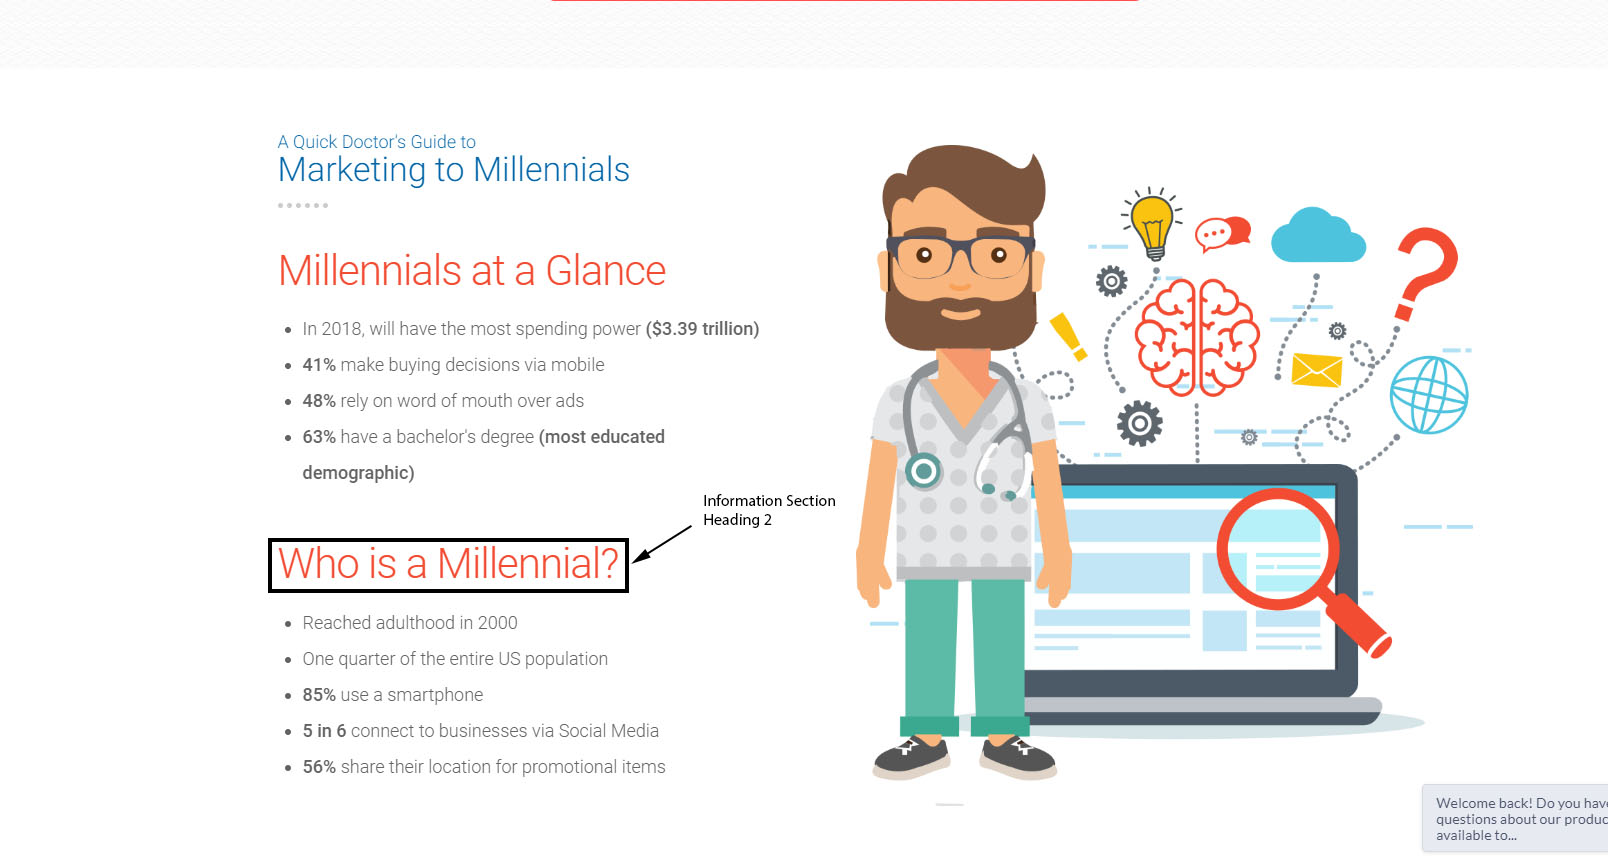 A Quick Doctor's Guide to
Marketing to Millennials
Millennials at a Glance
In 2018, will have the most spending power ($3.39 trillion)
41% make buying decisions via mobile
48% rely on word of mouth over ads
63% have a bachelor's degree (most educated
demographic)
Information Section
Heading 2
Who is a Millennial?
Reached adulthood in 2000
One quarter of the entire US population
85% use a smartphone
5 in 6 connect to businesses via Social Media
56% share their location for promotional items
Welcome back! Do you have
questions about our produc
available to...